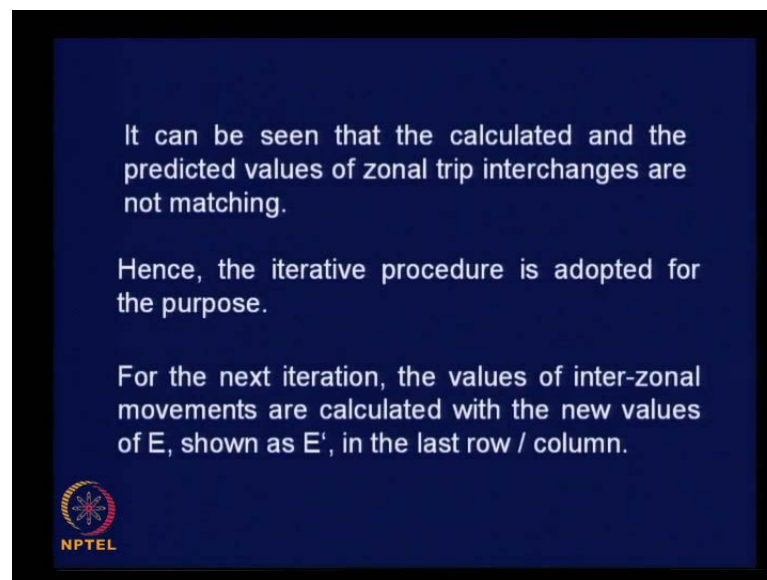 It can be seen that the calculated and the
predicted values of zonal trip interchanges are
not matching.
Hence, the iterative procedure is adopted for
the purpose.
For the next iteration, the values of inter-zonal
movements are calculated with the new values
of E, shown as E‘, in the last row / column.
NPTEL